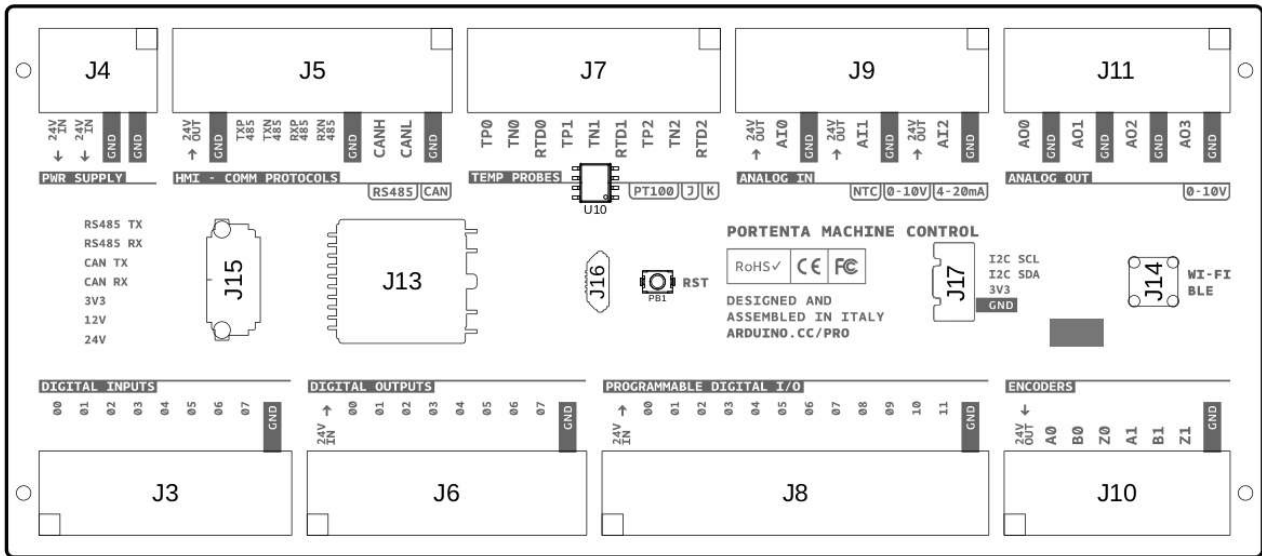 J4 J5 J7 J9 J11
24V IN 24V IN GND GND
24V OUT GND TXP 485 TXN 485 RXP 485 RXN 485 GND CANH CANL GND
TP0 TN0 RTD0 TP1 TN1 RTD1 TP2 TN2 RTD2
24V OUT AI0 GND 24V OUT AI1 GND 24V OUT AI2 GND
AO0 GND AO1 GND AO2 GND AO3 GND
PWR SUPPLY HMI - COMM PROTOCOLS TEMP PROBES ANALOG IN ANALOG OUT
RS485 CAN PT100 J K NTC 0-10V 4-20mA 0-10V
U10
RS485 TX
RS485 RX
CAN TX
CAN RX
3V3
12V
24V
J15
J13
J16
PB1
RST
PORTENTA MACHINE CONTROL
RoHS✓ CE FC
DESIGNED AND
ASSEMBLED IN ITALY
ARDUINO.CC/PRO
J17
I2C SCL
I2C SDA
3V3
GND
J14
WI-FI
BLE
DIGITAL INPUTS DIGITAL OUTPUTS PROGRAMMABLE DIGITAL I/O ENCODERS
00 01 02 03 04 05 06 07 GND
24V IN 00 01 02 03 04 05 06 07 GND
24V IN 00 01 02 03 04 05 06 07 08 09 10 11 GND
24V OUT A0 B0 Z0 A1 B1 Z1 GND
J3 J6 J8 J10